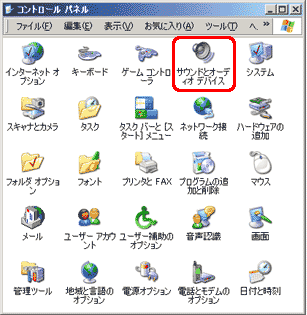 コントロール パネル
ファイル(F) 編集(E) 表示(V) お気に入り(A) ツール(T) ヘ »
インターネット オプション キーボード ゲーム コントローラ サウンドとオーディオ デバイス システム
スキャナとカメラ タスク タスク バーと [スタート] メニュー ネットワーク接続 ハードウェアの追加
フォルダ オプション フォント プリンタと FAX プログラムの追加と削除 マウス
メール ユーザー アカウント ユーザー補助のオプション 音声認識 画面
管理ツール 地域と言語のオプション 電源オプション 電話とモデムのオプション 日付と時刻